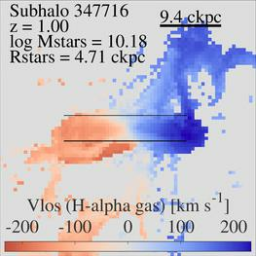 Subhalo 347716
9.4 ckpc
z = 1.00
log Mstars = 10.18
Rstars = 4.71 ckpc
Vlos (H-alpha gas) [km s⁻¹]
-200 -100 0 100 200